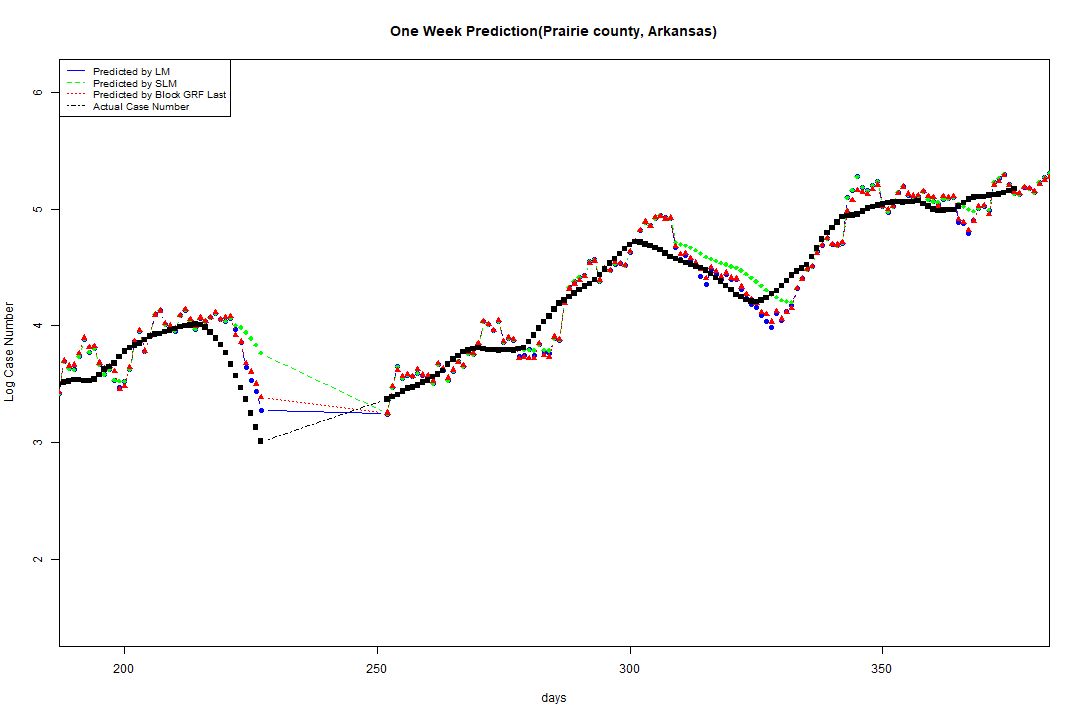 One Week Prediction(Prairie county, Arkansas)
Predicted by LM
Predicted by SLM
Predicted by Block GRF Last
Actual Case Number
Log Case Number
6
5
4
3
2
200 250 300 350
days